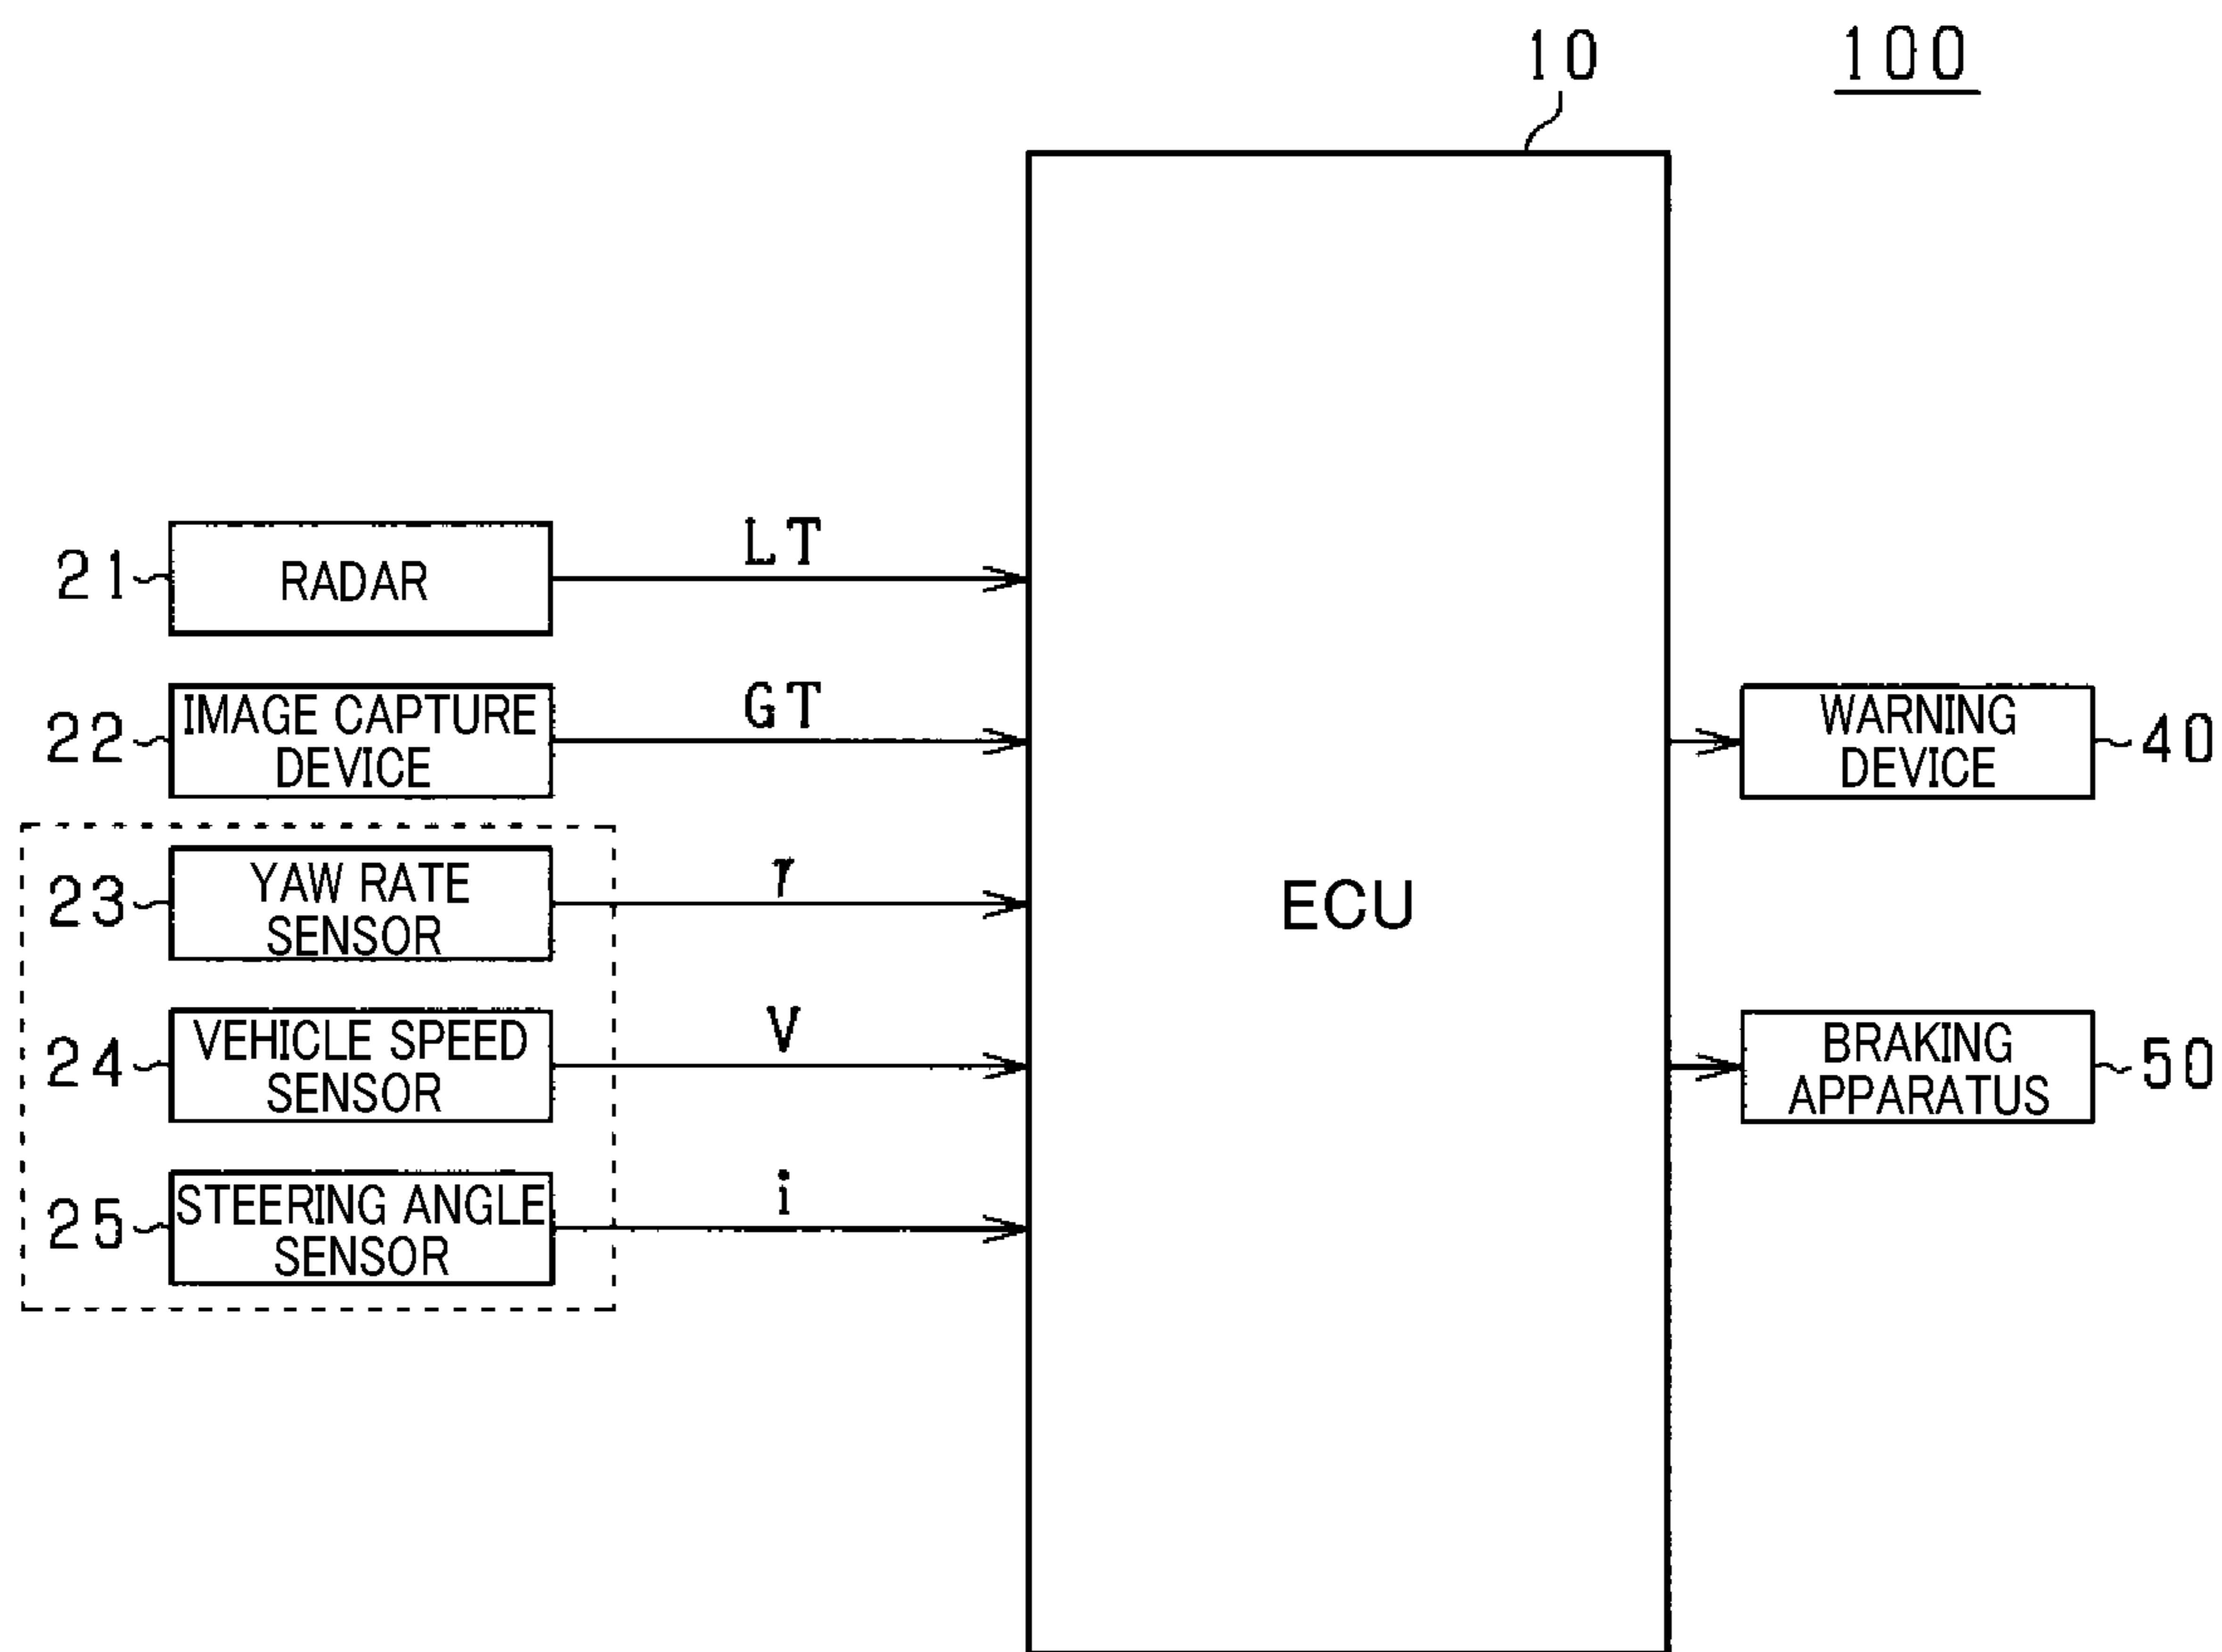 10
100
21
RADAR
LT
22
IMAGE CAPTURE
DEVICE
GT
23
YAW RATE
SENSOR
γ
24
VEHICLE SPEED
SENSOR
V
25
STEERING ANGLE
SENSOR
i
ECU
WARNING
DEVICE
40
BRAKING
APPARATUS
50